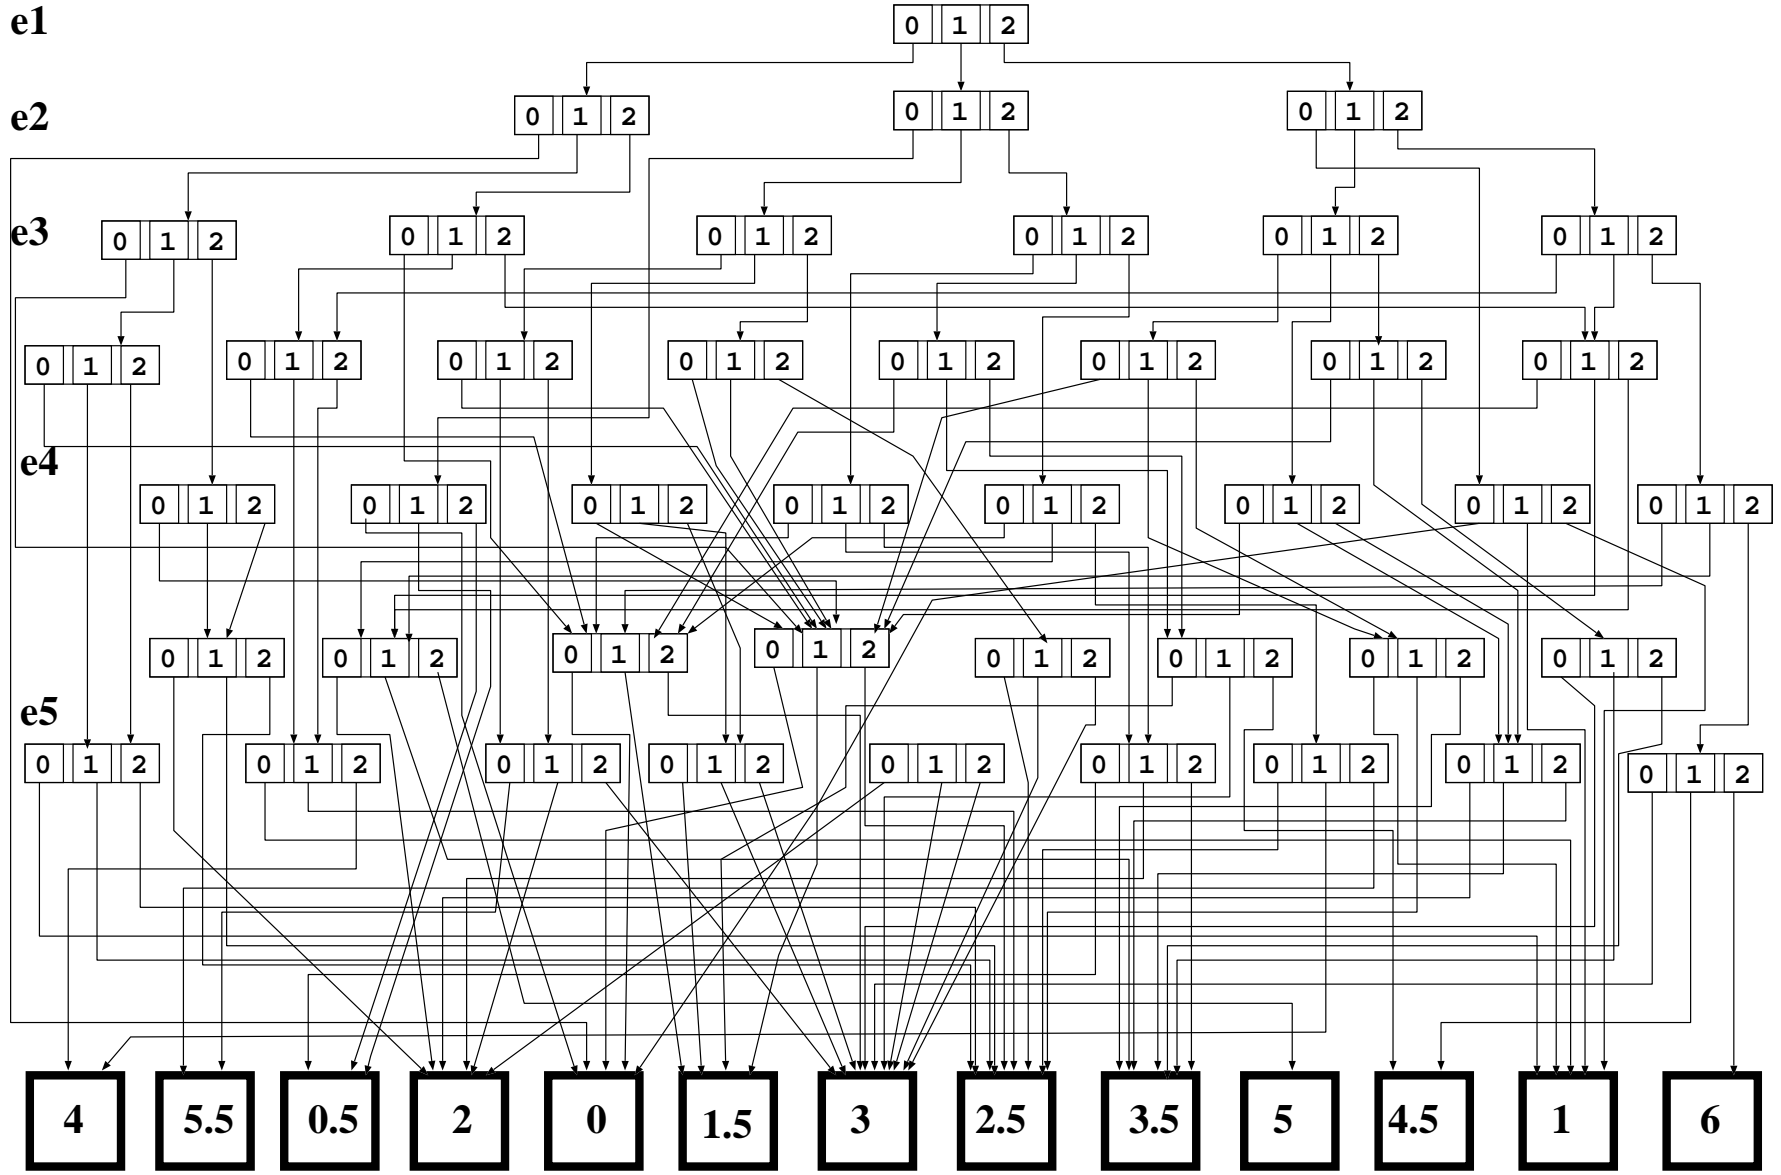 e1 0 1 2
e2 0 1 2 0 1 2 0 1 2
e3 0 1 2 0 1 2 0 1 2 0 1 2 0 1 2 0 1 2
0 1 2 0 1 2 0 1 2 0 1 2 0 1 2 0 1 2 0 1 2 0 1 2
e4 0 1 2 0 1 2 0 1 2 0 1 2 0 1 2 0 1 2 0 1 2 0 1 2
0 1 2 0 1 2 0 1 2 0 1 2 0 1 2 0 1 2 0 1 2 0 1 2
e5 0 1 2 0 1 2 0 1 2 0 1 2 0 1 2 0 1 2 0 1 2 0 1 2 0 1 2
4 5.5 0.5 2 0 1.5 3 2.5 3.5 5 4.5 1 6